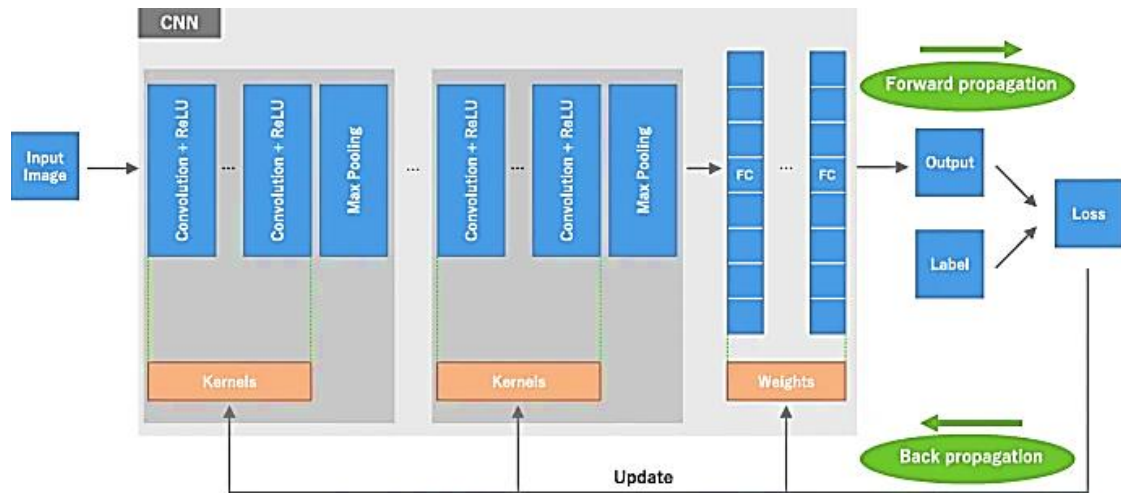 CNN
Forward propagation
Input
Image
Convolution + ReLU
...
Convolution + ReLU
Max Pooling
...
Convolution + ReLU
...
Convolution + ReLU
Max Pooling
FC
...
FC
Output
Label
Loss
Kernels
Kernels
Weights
Back propagation
Update